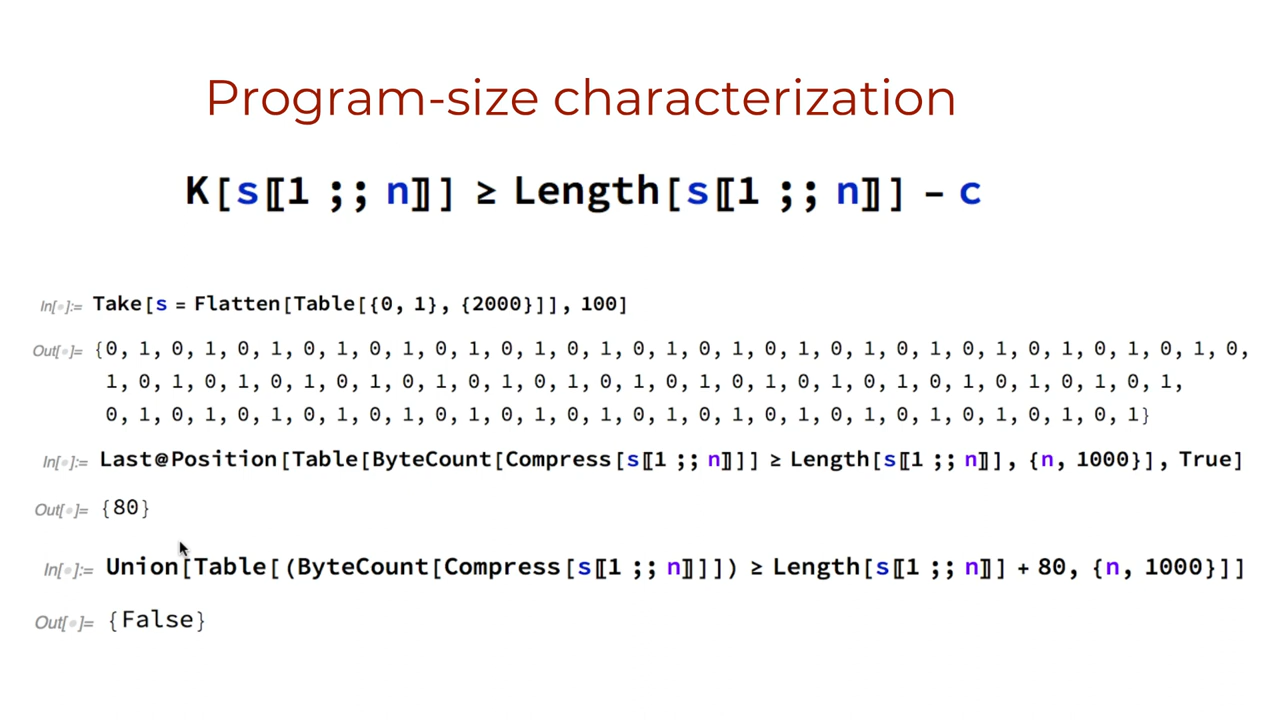 Program-size characterization
K[s〚1 ;; n〛] ≥ Length[s〚1 ;; n〛] – c
In[•]:= Take[s = Flatten[Table[{0, 1}, {2000}]], 100]
Out[•]= {0, 1, 0, 1, 0, 1, 0, 1, 0, 1, 0, 1, 0, 1, 0, 1, 0, 1, 0, 1, 0, 1, 0, 1, 0, 1, 0, 1, 0, 1, 0, 1, 0, 1, 0,
1, 0, 1, 0, 1, 0, 1, 0, 1, 0, 1, 0, 1, 0, 1, 0, 1, 0, 1, 0, 1, 0, 1, 0, 1, 0, 1, 0, 1, 0, 1, 0, 1,
0, 1, 0, 1, 0, 1, 0, 1, 0, 1, 0, 1, 0, 1, 0, 1, 0, 1, 0, 1, 0, 1, 0, 1, 0, 1, 0, 1, 0, 1, 0, 1}
In[•]:= Last@Position[Table[ByteCount[Compress[s〚1 ;; n〛]] ≥ Length[s〚1 ;; n〛], {n, 1000}], True]
Out[•]= {80}
In[•]:= Union[Table[(ByteCount[Compress[s〚1 ;; n〛]]) ≥ Length[s〚1 ;; n〛] + 80, {n, 1000}]]
Out[•]= {False}